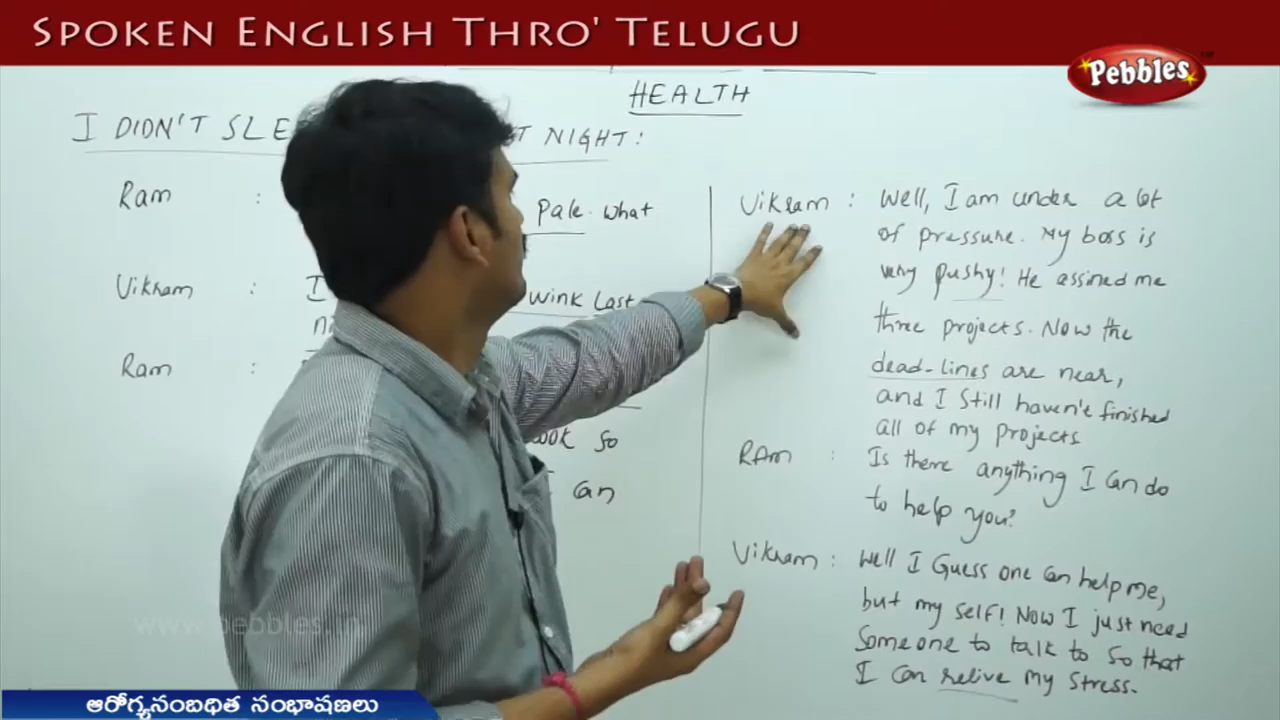 SPOKEN ENGLISH THRO' TELUGU
Pebbles
HEALTH
I DIDN'T SLE NIGHT:
Ram :
Pale. what
Vikram : I wink last
Ram :
look so
can
Vikram : Well, I am under a lot
of pressure. My boss is
very pushy! He assined me
three projects. Now the
dead-lines are near,
and I still haven't finished
all of my projects
RAm : Is there anything I can do
to help you?
Vikram : Well I Guess one can help me,
but my self! Now I just need
Someone to talk to so that
I can relive my stress.
www.pebbles.in
ఆరోగ్యసంబధిత సంభాషణలు